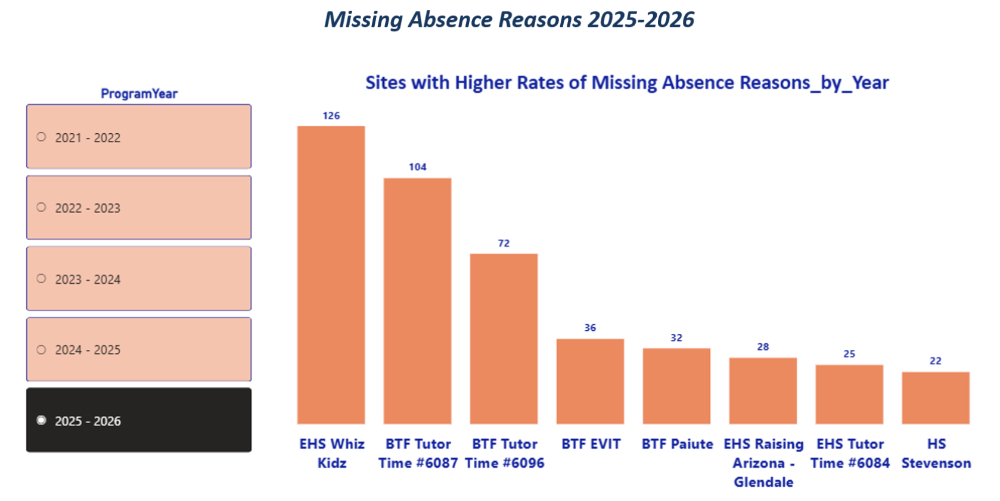 Missing Absence Reasons 2025-2026
ProgramYear
2021 - 2022
2022 - 2023
2023 - 2024
2024 - 2025
2025 - 2026
Sites with Higher Rates of Missing Absence Reasons_by_Year
126
104
72
36
32
28
25
22
EHS Whiz
Kidz
BTF Tutor
Time #6087
BTF Tutor
Time #6096
BTF EVIT
BTF Paiute
EHS Raising
Arizona -
Glendale
EHS Tutor
Time #6084
HS
Stevenson